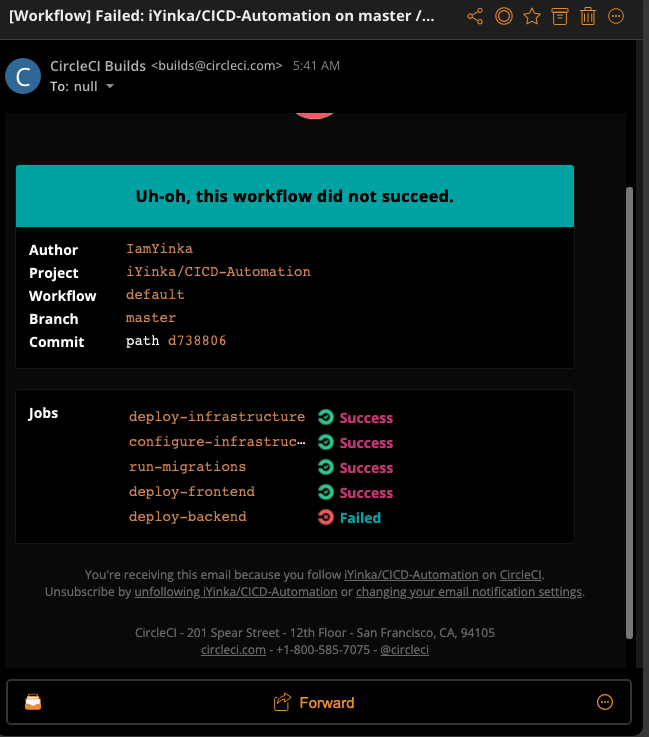 [Workflow] Failed: iYinka/CICD-Automation on master /...
C
CircleCI Builds <builds@circleci.com> 5:41 AM
To: null
Uh-oh, this workflow did not succeed.
Author IamYinka
Project iYinka/CICD-Automation
Workflow default
Branch master
Commit path d738806
Jobs deploy-infrastructure Success
configure-infrastruc… Success
run-migrations Success
deploy-frontend Success
deploy-backend Failed
You're receiving this email because you follow iYinka/CICD-Automation on CircleCI.
Unsubscribe by unfollowing iYinka/CICD-Automation or changing your email notification settings.
CircleCI - 201 Spear Street - 12th Floor - San Francisco, CA, 94105
circleci.com - +1-800-585-7075 - @circleci
Forward